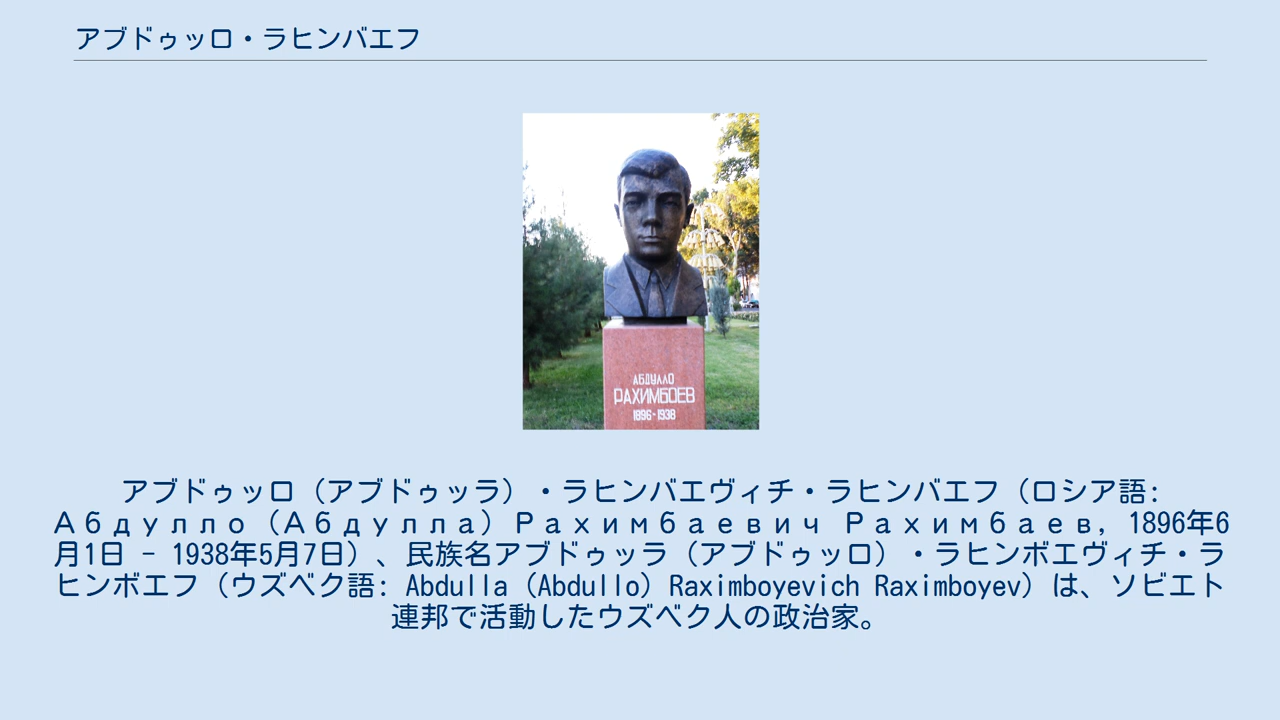 アブドゥッロ・ラヒンバエフ
АБДУЛЛО
РАХИМБОЕВ
1896-1938
アブドゥッロ（アブドゥッラ）・ラヒンバエヴィチ・ラヒンバエフ（ロシア語:
Абдулло（Абдулла）Рахимбаевич Рахимбаев, 1896年6
月1日 - 1938年5月7日）、民族名アブドゥッラ（アブドゥッロ）・ラヒンボエヴィチ・ラ
ヒンボエフ（ウズベク語: Abdulla（Abdullo）Raximboyevich Raximboyev）は、ソビエト
連邦で活動したウズベク人の政治家。